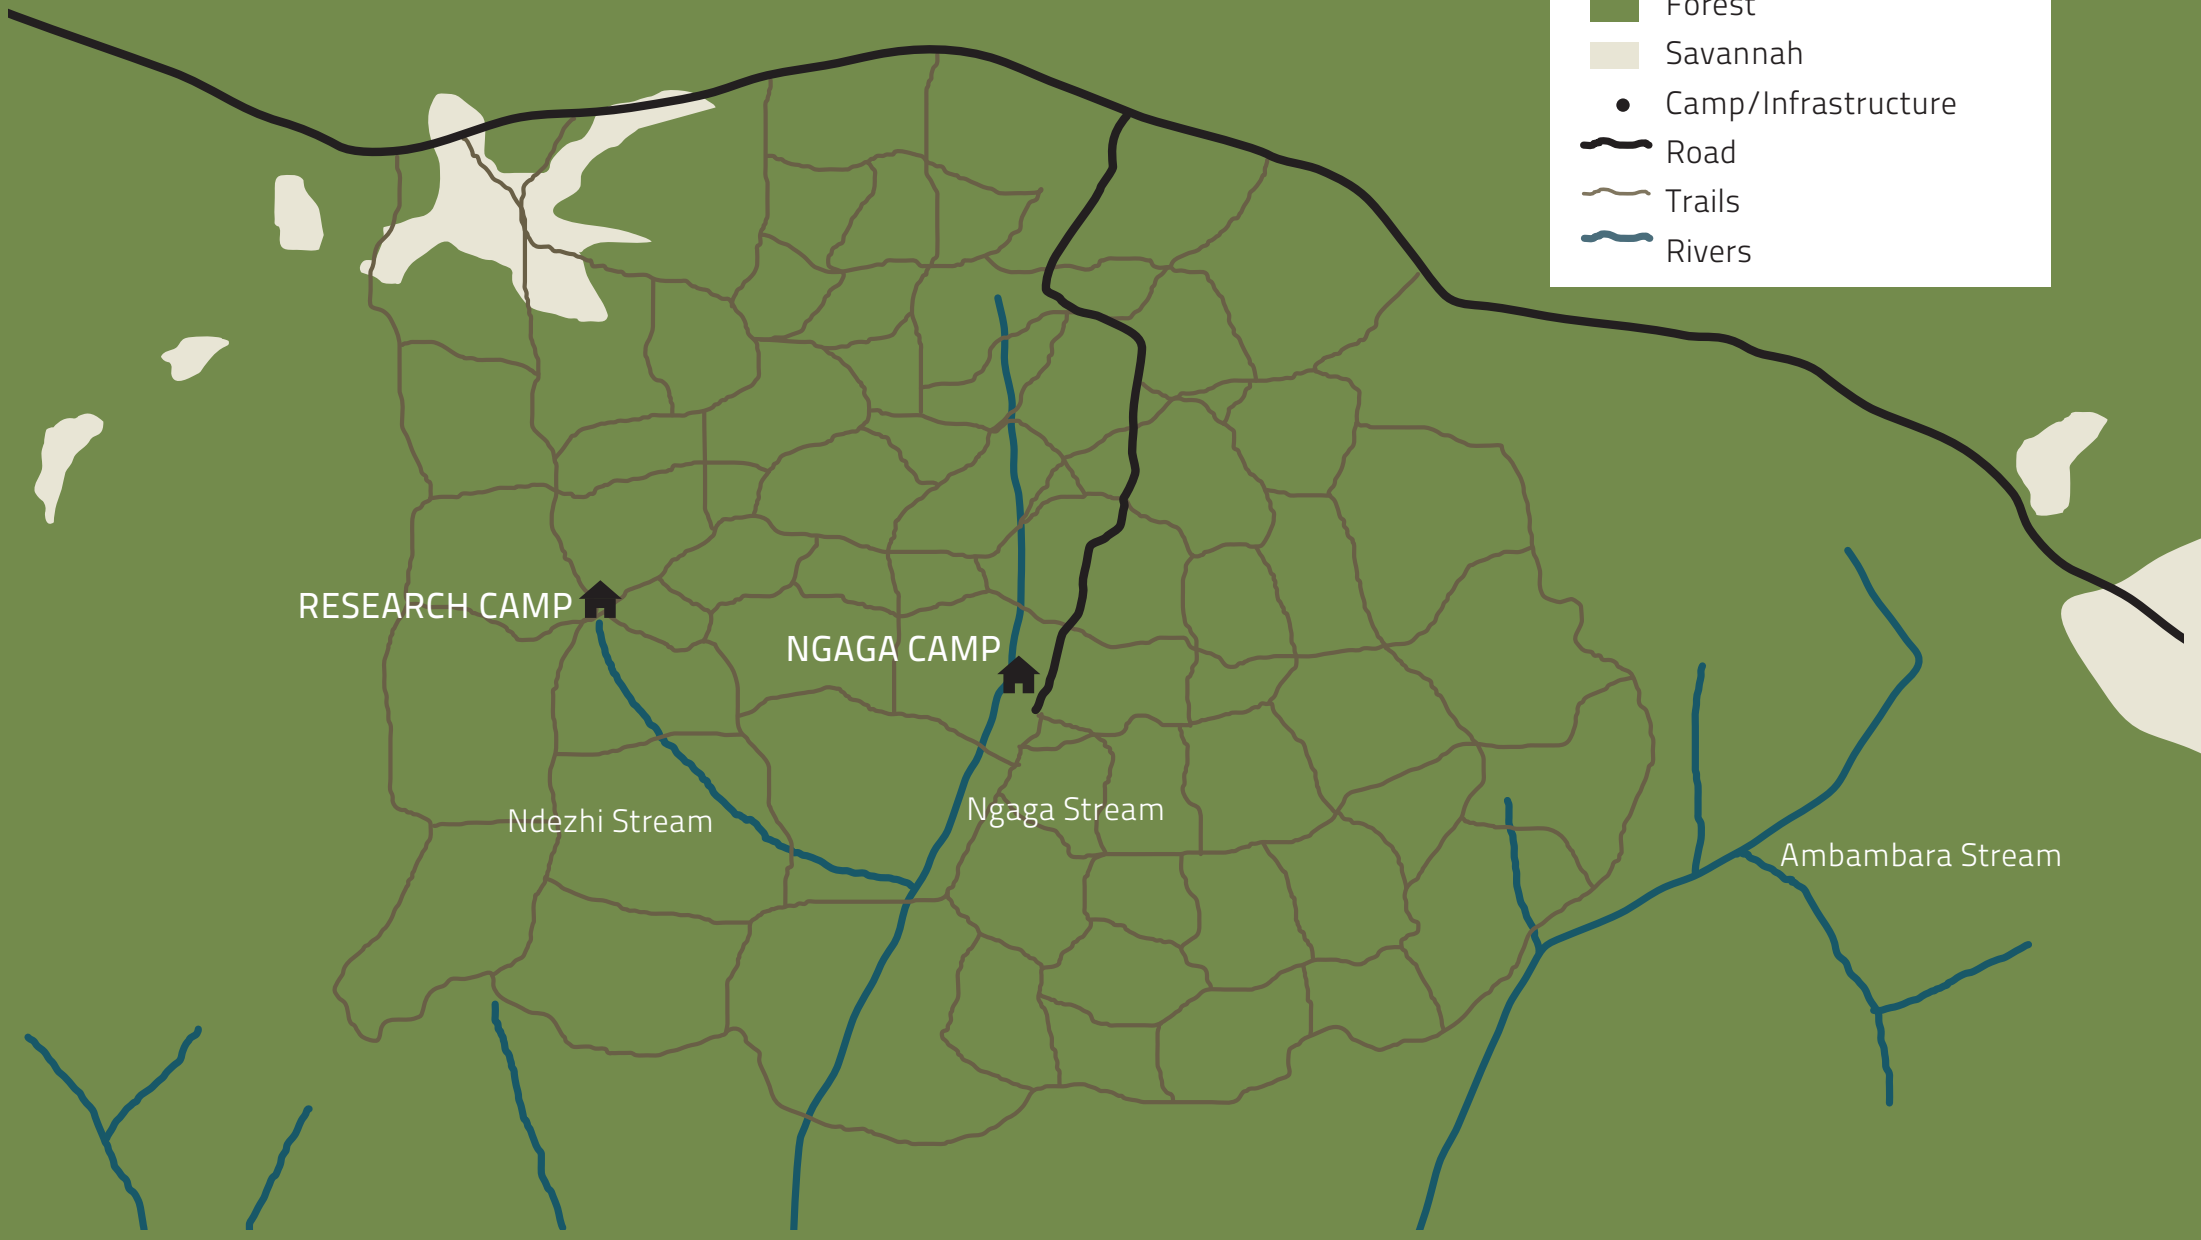 Forest
Savannah
Camp/Infrastructure
Road
Trails
Rivers
RESEARCH CAMP
NGAGA CAMP
Ndezhi Stream
Ngaga Stream
Ambambara Stream